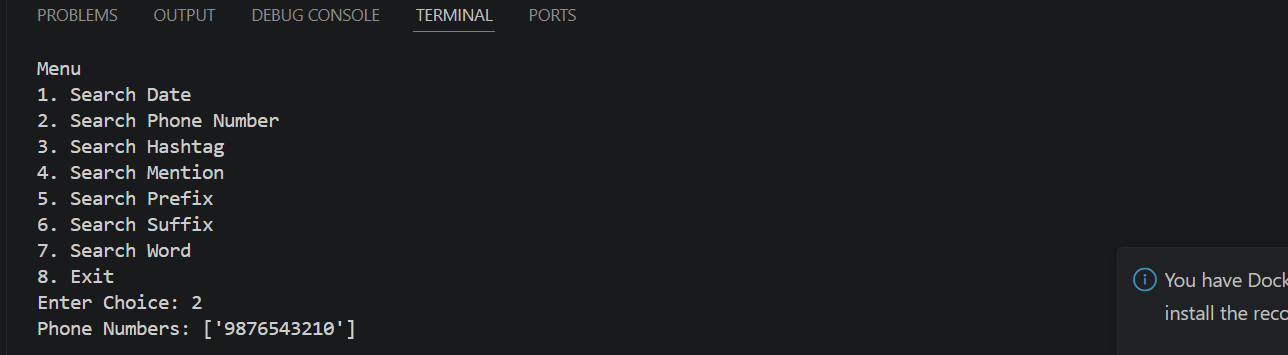 PROBLEMS OUTPUT DEBUG CONSOLE TERMINAL PORTS
Menu
1. Search Date
2. Search Phone Number
3. Search Hashtag
4. Search Mention
5. Search Prefix
6. Search Suffix
7. Search Word
8. Exit
Enter Choice: 2
Phone Numbers: ['9876543210']
You have Dock
install the reco